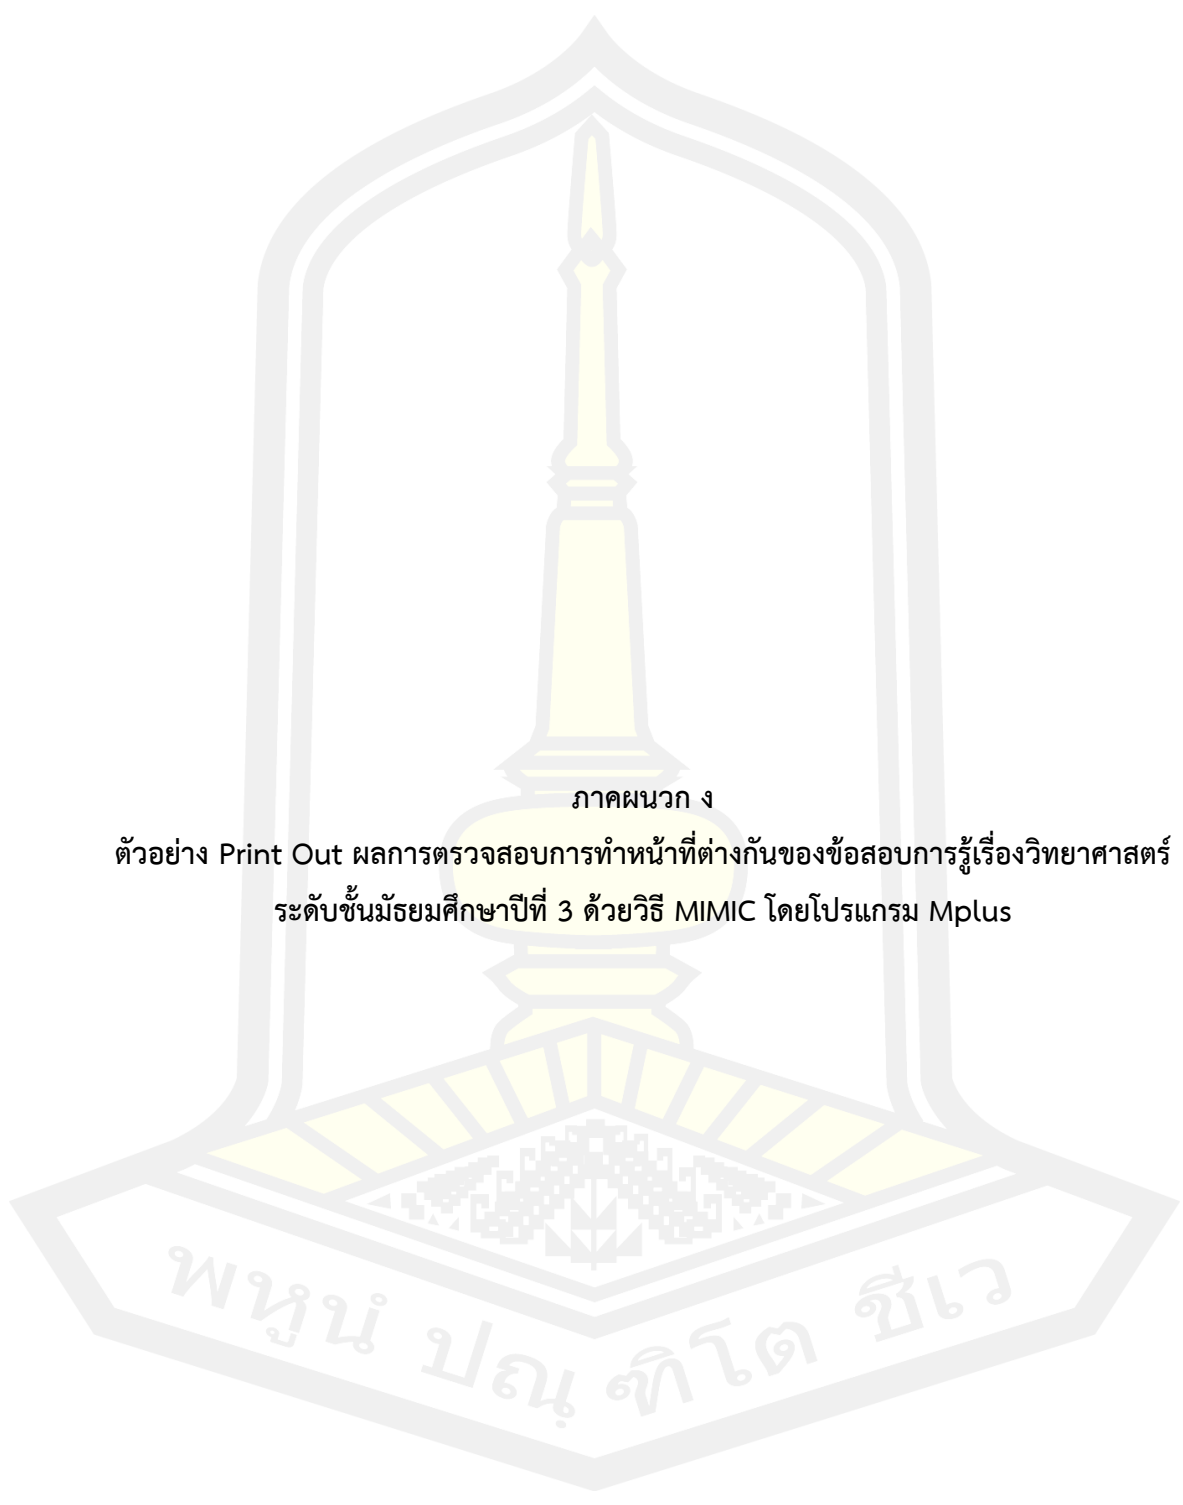 ภาคผนวก ง
ตัวอย่าง Print Out ผลการตรวจสอบการทำหน้าที่ต่างกันของข้อสอบการรู้เรื่องวิทยาศาสตร์
ระดับชั้นมัธยมศึกษาปีที่ 3 ด้วยวิธี MIMIC โดยโปรแกรม Mplus
พหูนํ ปณฺฑิโต ชีเว